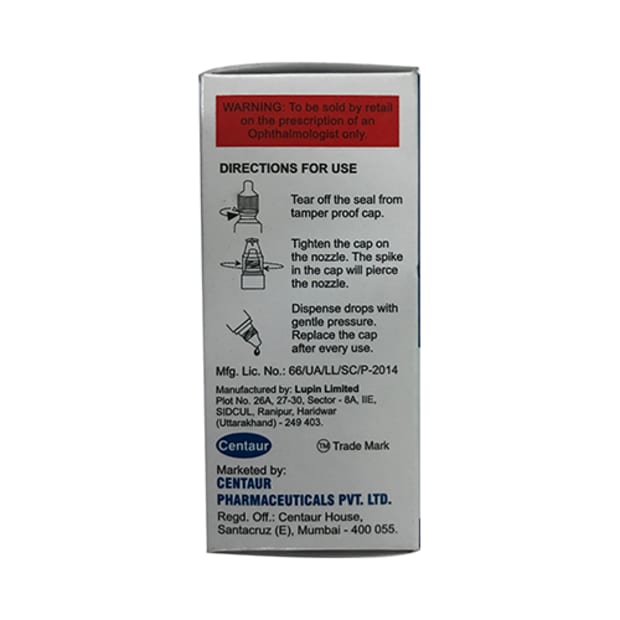 WARNING: To be sold by retail
on the prescription of an
Ophthalmologist only.
DIRECTIONS FOR USE
Tear off the seal from
tamper proof cap.
Tighten the cap on
the nozzle. The spike
in the cap will pierce
the nozzle.
Dispense drops with
gentle pressure.
Replace the cap
after every use.
Mfg. Lic. No.: 66/UA/LL/SC/P-2014
Manufactured by: Lupin Limited
Plot No. 26A, 27-30, Sector - 8A, IIE,
SIDCUL, Ranipur, Haridwar
(Uttarakhand) - 249 403.
Centaur
TM Trade Mark
Marketed by:
CENTAUR
PHARMACEUTICALS PVT. LTD.
Regd. Off.: Centaur House,
Santacruz (E), Mumbai - 400 055.